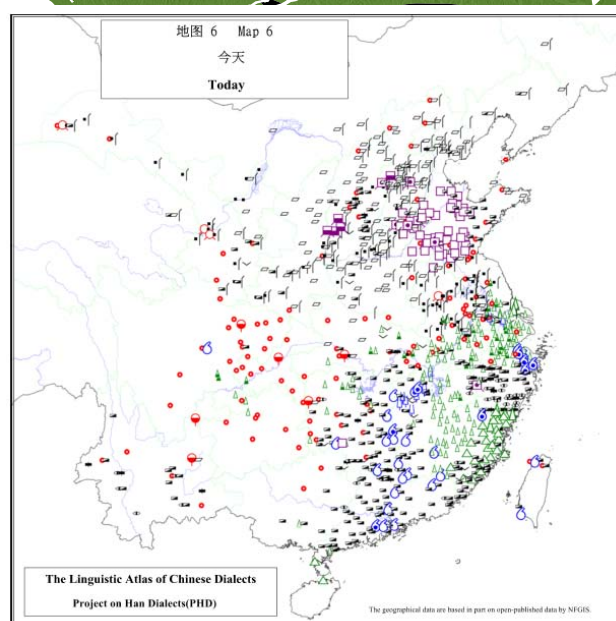 地图 6 Map 6
今天
Today
The Linguistic Atlas of Chinese Dialects
Project on Han Dialects(PHD)
The geographical data are based in part on open-published data by NFGIS.